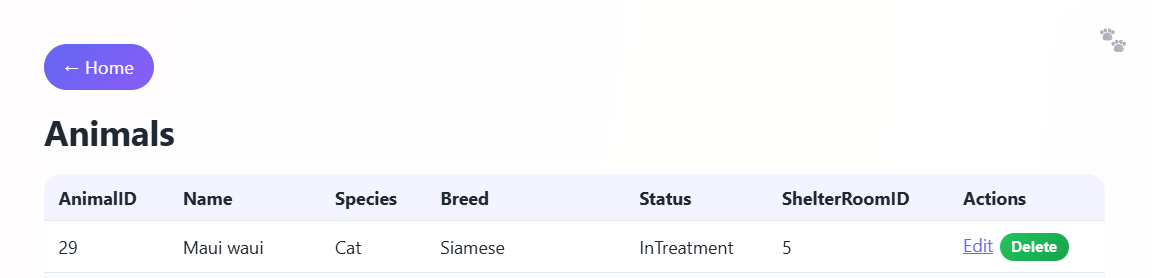 ← Home
Animals
AnimalID Name Species Breed Status ShelterRoomID Actions
29 Maui waui Cat Siamese InTreatment 5 Edit Delete